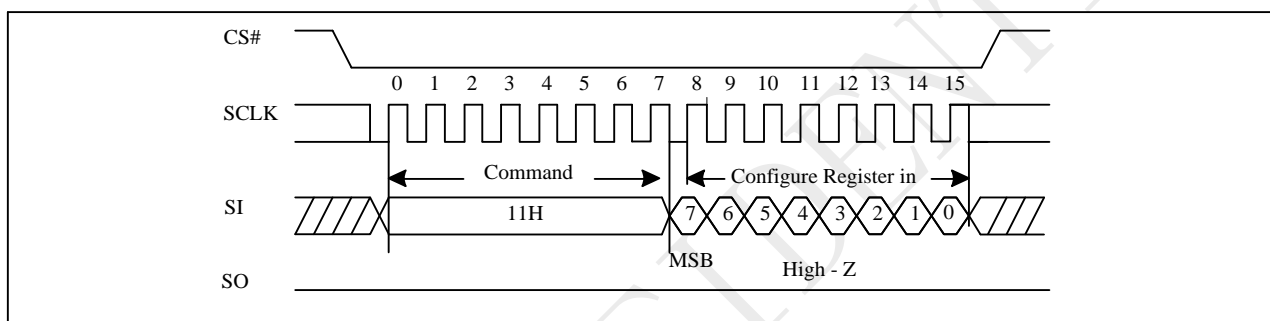 CS#
0 1 2 3 4 5 6 7 8 9 10 11 12 13 14 15
SCLK
Command
Configure Register in
SI
11H
7 6 5 4 3 2 1 0
MSB
High - Z
SO